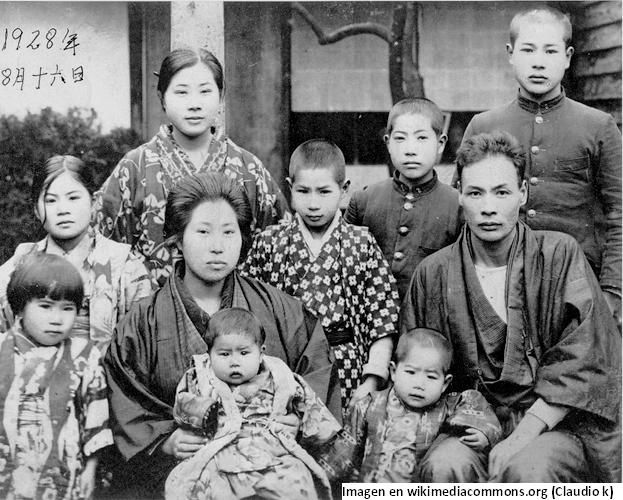 1928年
8月十六日
Imagen en wikimediacommons.org (Claudio k)